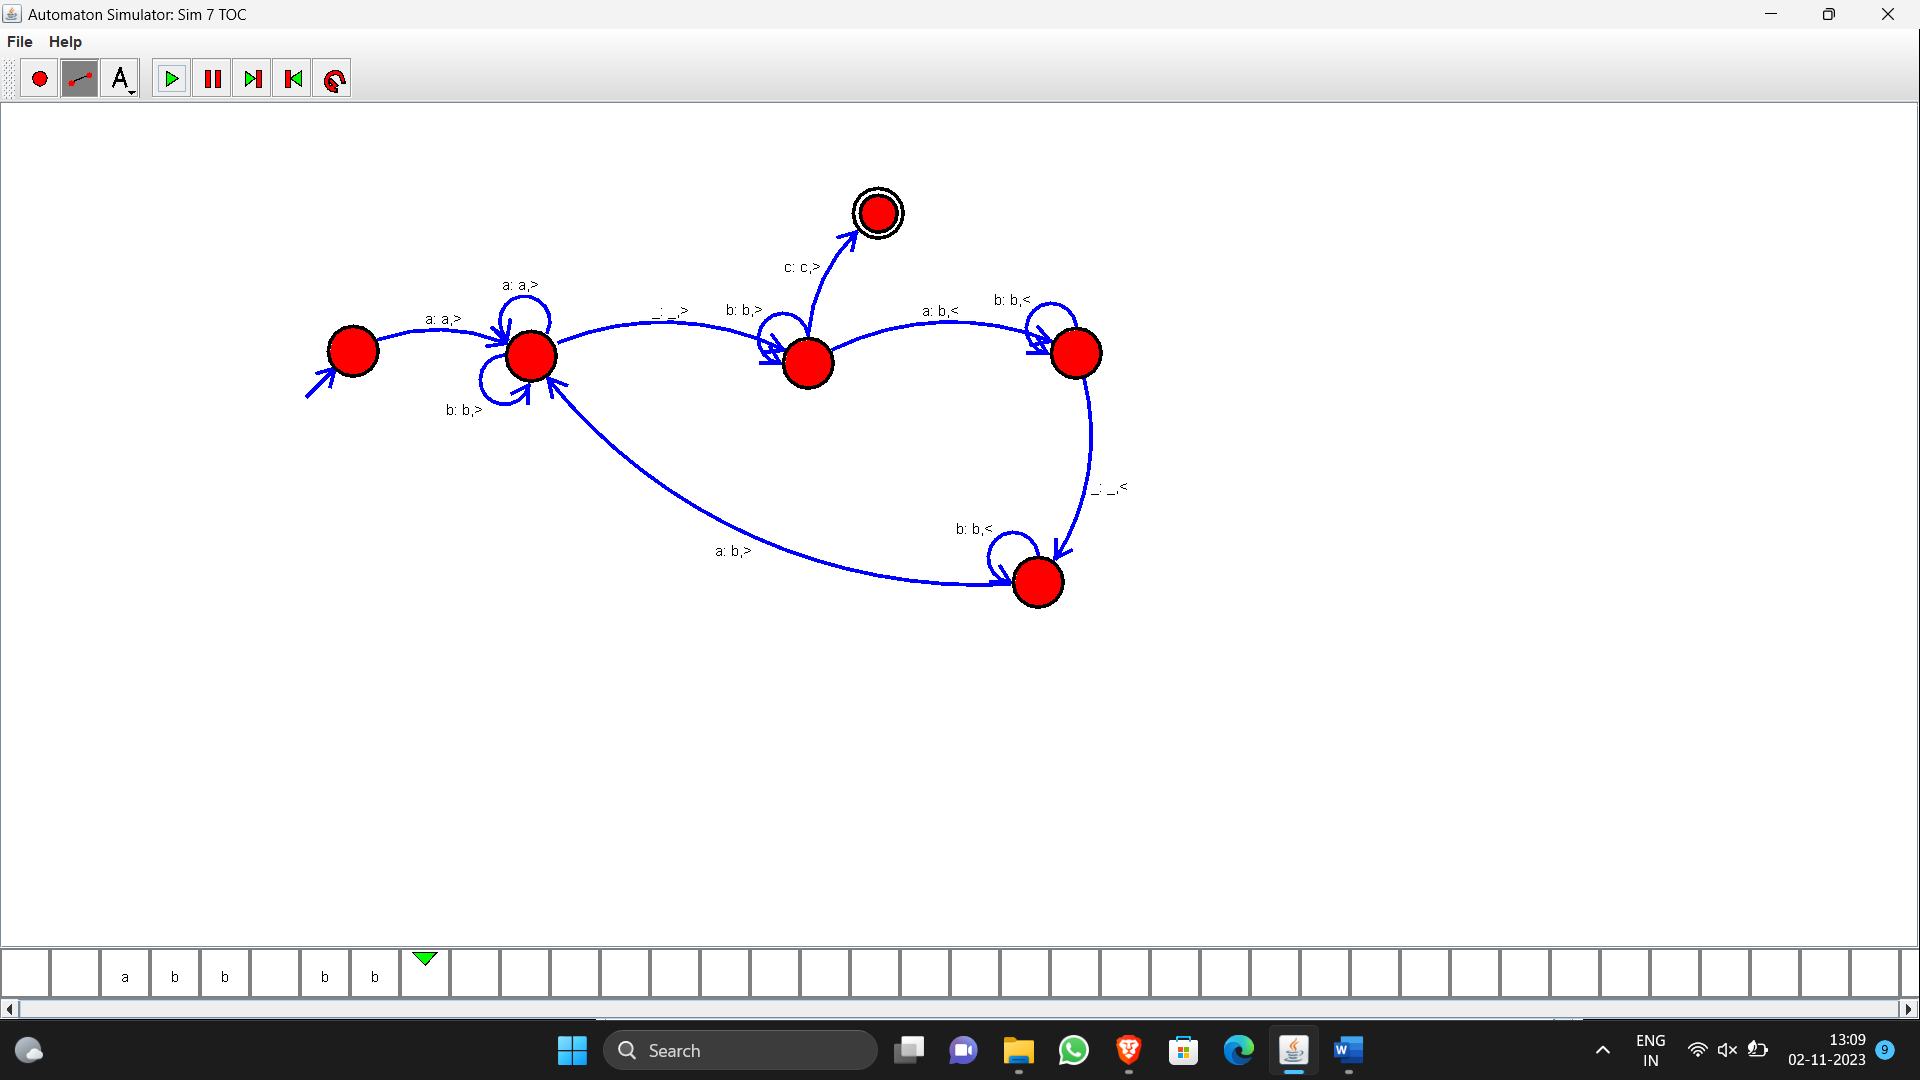 Automaton Simulator: Sim 7 TOC
File Help
A
c: c,>
a: a,>
a: a,>
_: _,>
b: b,>
a: b,<
b: b,<
b: b,>
_: _,<
b: b,<
a: b,>
a b b b b
Search
W
ENG
IN
13:09
02-11-2023
9